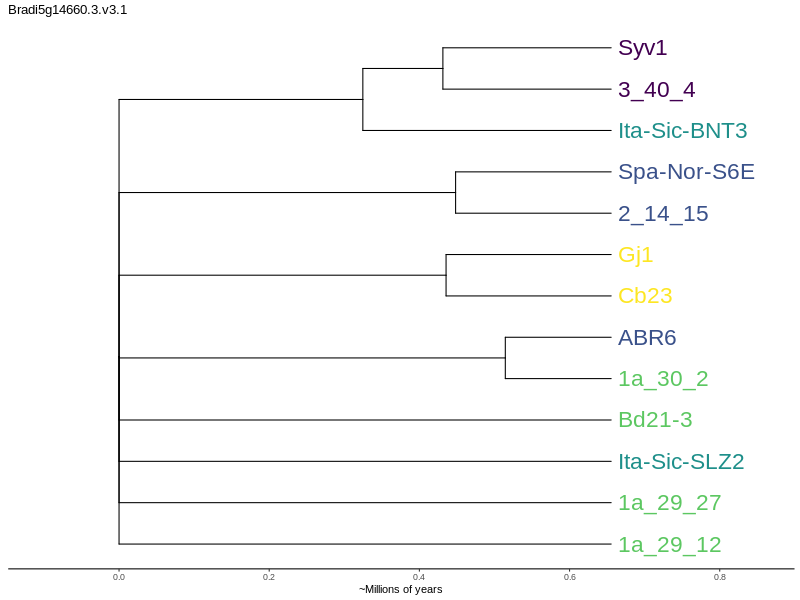 Bradi5g14660.3.v3.1
Syv1
3_40_4
Ita-Sic-BNT3
Spa-Nor-S6E
2_14_15
Gj1
Cb23
ABR6
1a_30_2
Bd21-3
Ita-Sic-SLZ2
1a_29_27
1a_29_12
0.0 0.2 0.4 0.6 0.8
~Millions of years